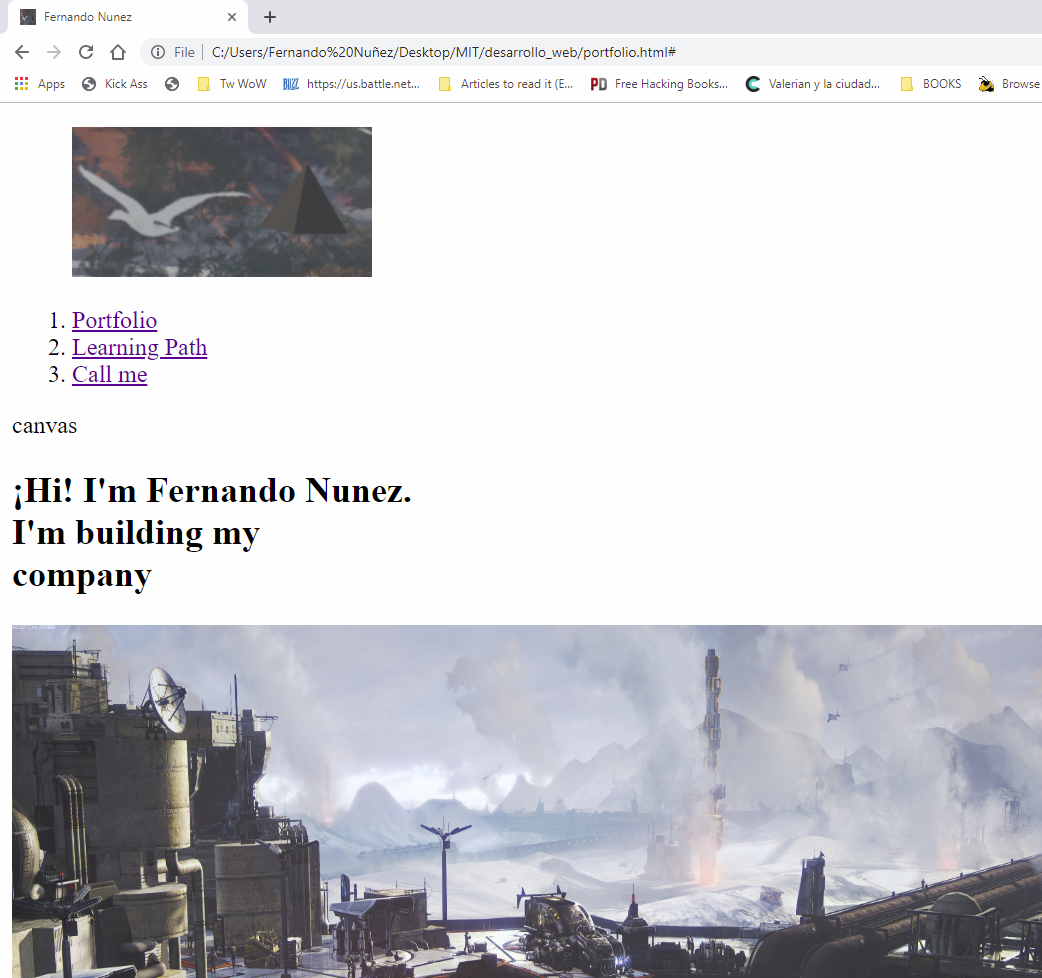 Fernando Nunez
File
C:/Users/Fernando%20Nuñez/Desktop/MIT/desarrollo_web/portfolio.html#
Apps Kick Ass Tw WoW BLIZZ https://us.battle.net... Articles to read it (E... PD Free Hacking Books... Valerian y la ciudad... BOOKS Browse
1. Portfolio
2. Learning Path
3. Call me
canvas
¡Hi! I'm Fernando Nunez.
I'm building my
company